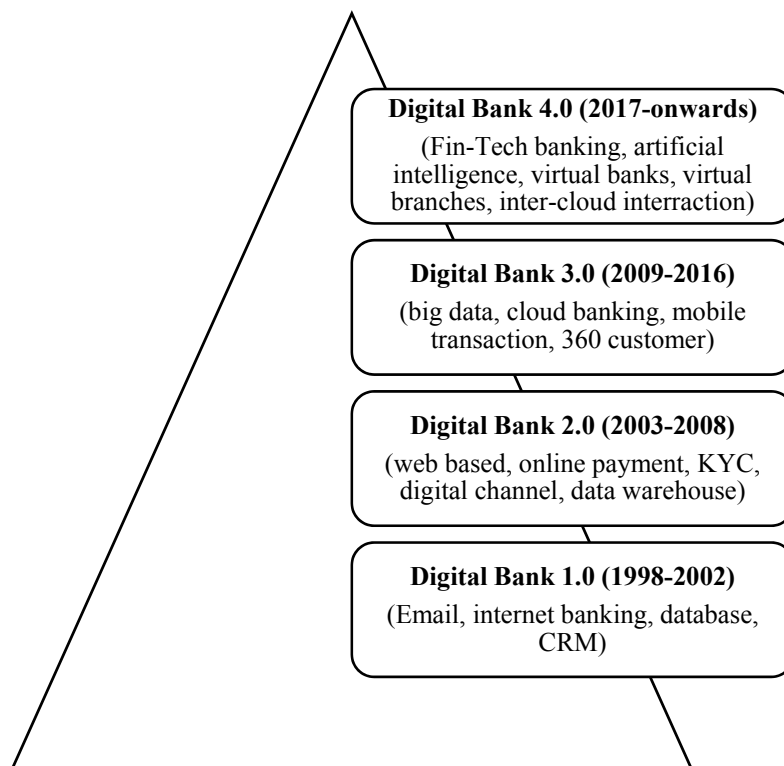 Digital Bank 4.0 (2017-onwards)
(Fin-Tech banking, artificial
intelligence, virtual banks, virtual
branches, inter-cloud interraction)
Digital Bank 3.0 (2009-2016)
(big data, cloud banking, mobile
transaction, 360 customer)
Digital Bank 2.0 (2003-2008)
(web based, online payment, KYC,
digital channel, data warehouse)
Digital Bank 1.0 (1998-2002)
(Email, internet banking, database,
CRM)